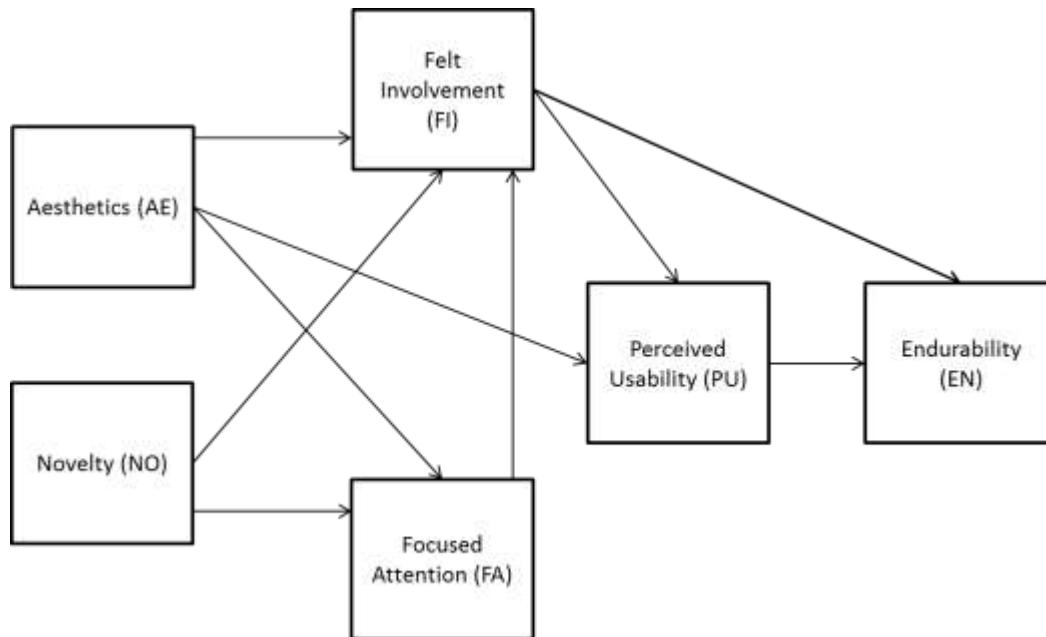 Felt
Involvement
(FI)
Aesthetics (AE)
Perceived
Usability (PU)
Endurability
(EN)
Novelty (NO)
Focused
Attention (FA)